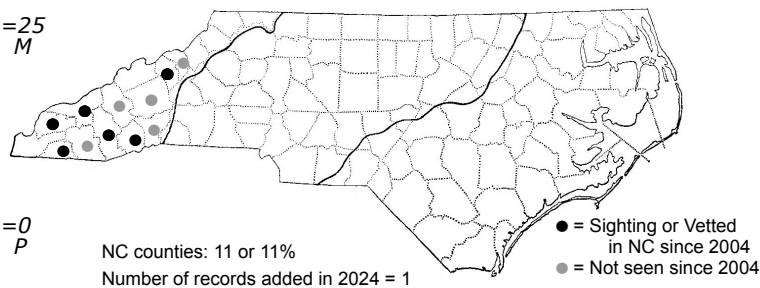 =25
M
=0
P
NC counties: 11 or 11%
Number of records added in 2024 = 1
= Sighting or Vetted
in NC since 2004
= Not seen since 2004